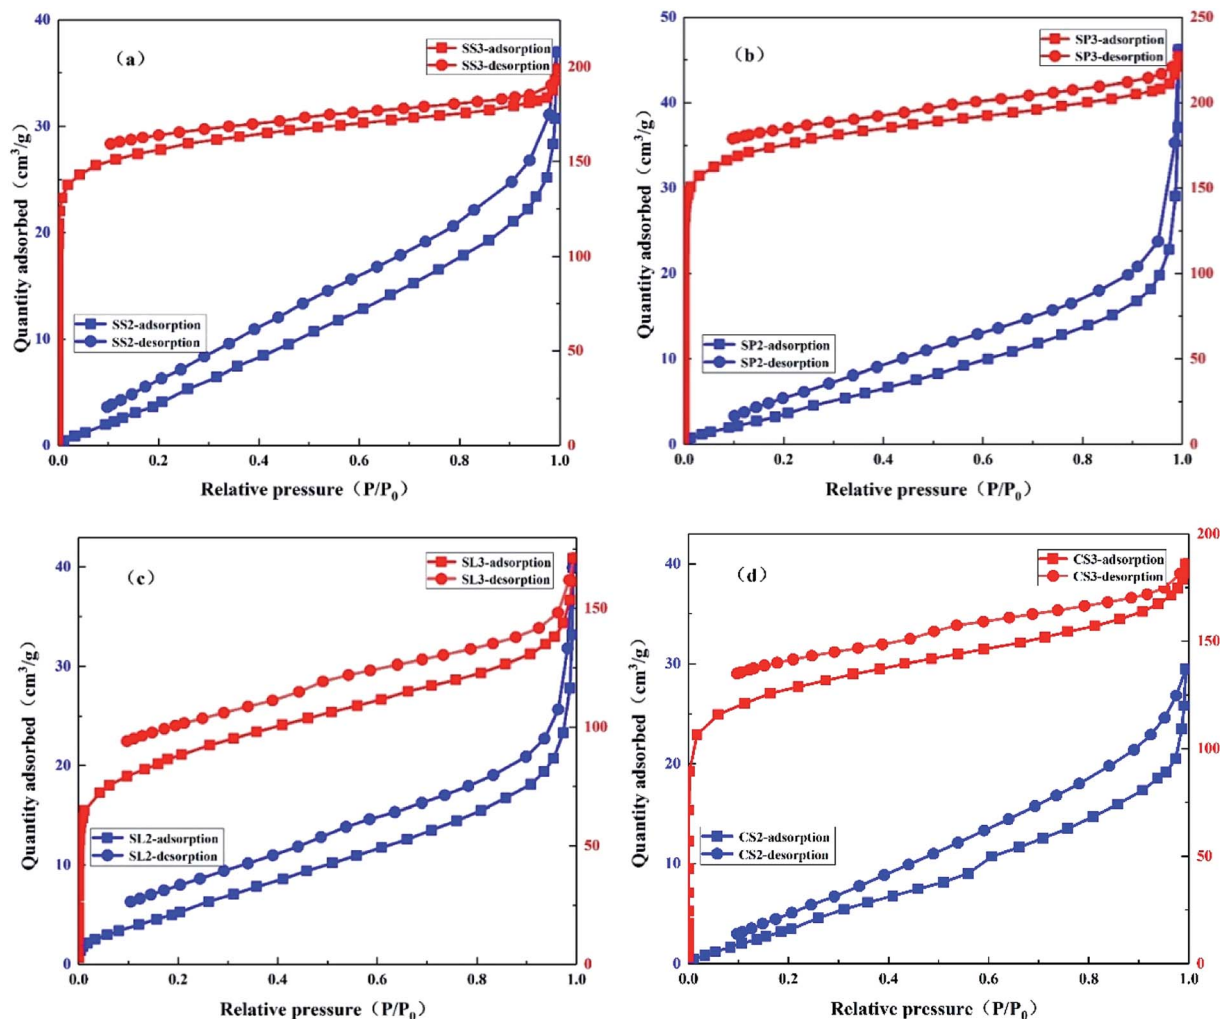 (a)
SS3-adsorption
SS3-desorption
SS2-adsorption
SS2-desorption
Quantity adsorbed (cm³/g)
40
30
20
10
0
200
150
100
50
0
0.0 0.2 0.4 0.6 0.8 1.0
Relative pressure (P/P₀)
(b)
SP3-adsorption
SP3-desorption
SP2-adsorption
SP2-desorption
Quantity adsorbed (cm³/g)
50
40
30
20
10
0
250
200
150
100
50
0
0.0 0.2 0.4 0.6 0.8 1.0
Relative pressure (P/P₀)
(c)
SL3-adsorption
SL3-desorption
SL2-adsorption
SL2-desorption
Quantity adsorbed (cm³/g)
40
30
20
10
0
150
100
50
0
0.0 0.2 0.4 0.6 0.8 1.0
Relative pressure (P/P₀)
(d)
CS3-adsorption
CS3-desorption
CS2-adsorption
CS2-desorption
Quantity adsorbed (cm³/g)
40
30
20
10
0
200
150
100
50
0
0.0 0.2 0.4 0.6 0.8 1.0
Relative pressure (P/P₀)